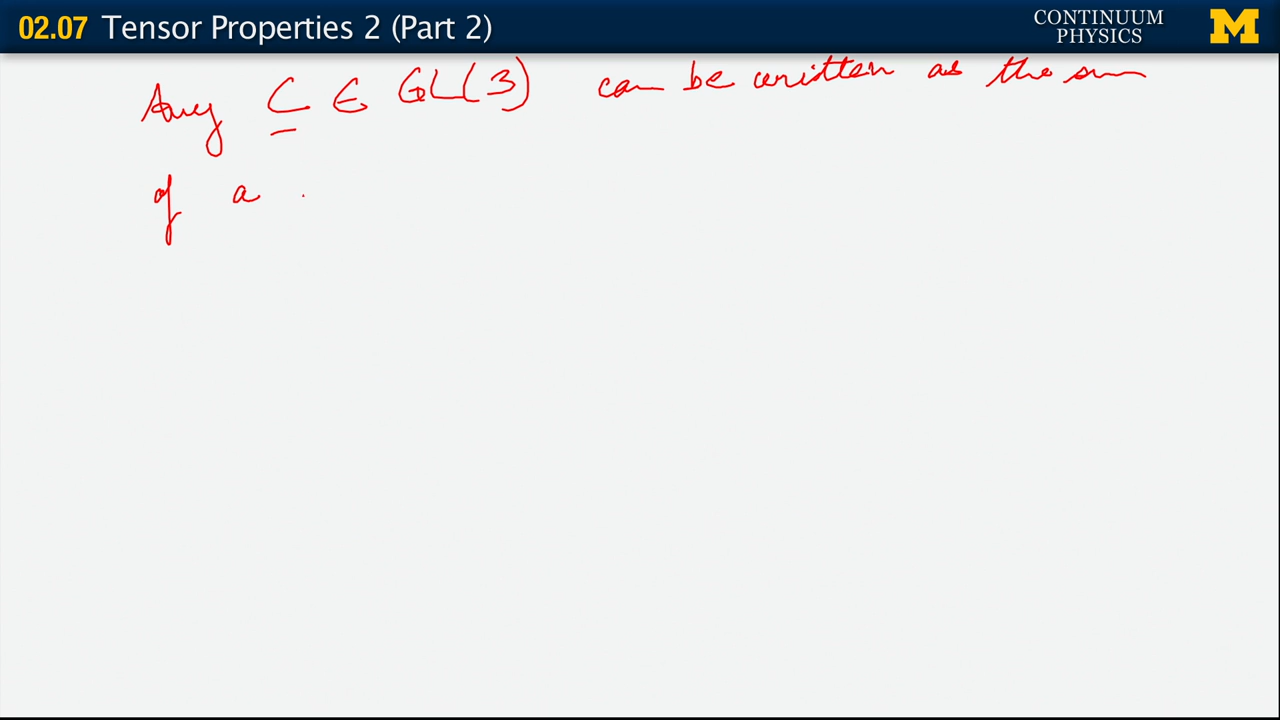 02.07 Tensor Properties 2 (Part 2)
CONTINUUM
PHYSICS
M
Any C ∈ GL(3) can be written as the sum
of a